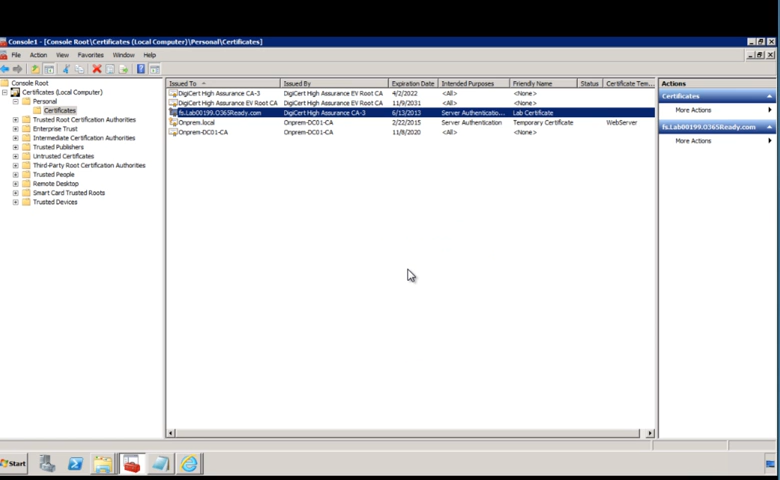 Console1 - [Console Root\Certificates (Local Computer)\Personal\Certificates]
File Action View Favorites Window Help
Console Root
Certificates (Local Computer)
Personal
Certificates
Trusted Root Certification Authorities
Enterprise Trust
Intermediate Certification Authorities
Trusted Publishers
Untrusted Certificates
Third-Party Root Certification Authorities
Trusted People
Remote Desktop
Smart Card Trusted Roots
Trusted Devices
Issued To Issued By Expiration Date Intended Purposes Friendly Name Status Certificate Tem...
DigiCert High Assurance CA-3 DigiCert High Assurance EV Root CA 4/2/2022 <All> <None>
DigiCert High Assurance EV Root CA DigiCert High Assurance EV Root CA 11/9/2031 <All> <None>
fs.Lab00199.O365Ready.com DigiCert High Assurance CA-3 6/13/2013 Server Authenticatio... Lab Certificate
Onprem.local Onprem-DC01-CA 2/22/2015 Server Authentication Temporary Certificate WebServer
Onprem-DC01-CA Onprem-DC01-CA 11/8/2020 <All> <None>
Actions
Certificates
More Actions
fs.Lab00199.O365Ready.com
More Actions
Start